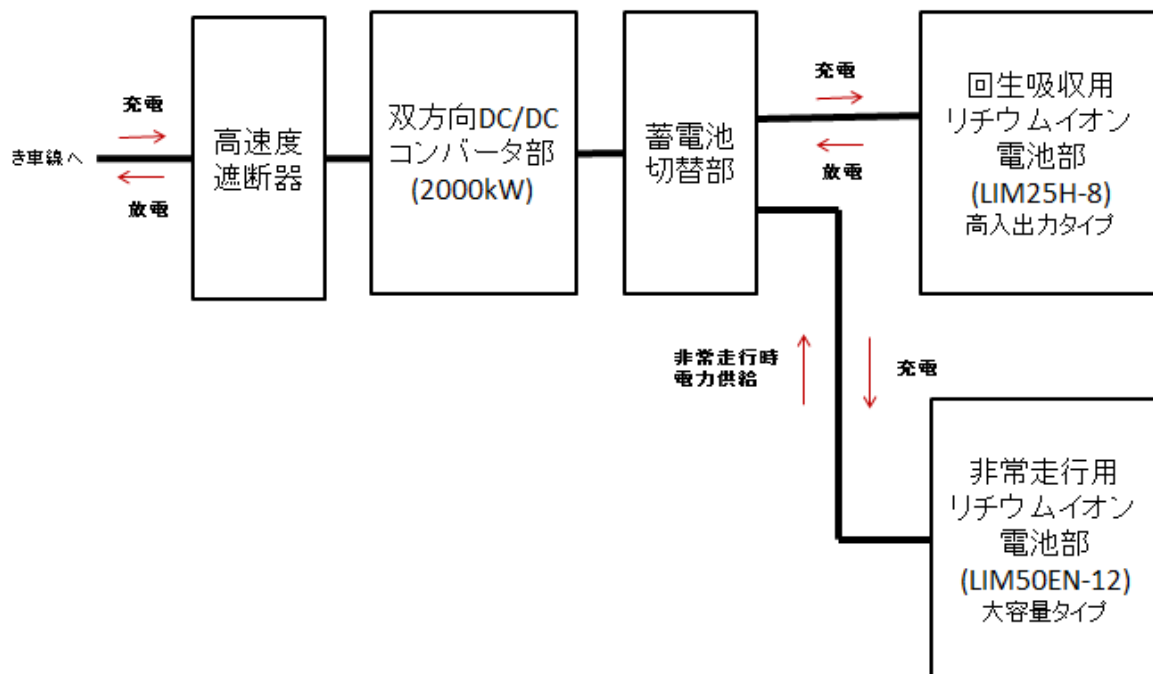 充電
き車線へ
放電
高速度
遮断器
双方向DC/DC
コンバータ部
(2000kW)
蓄電池
切替部
充電
放電
回生吸収用
リチウムイオン
電池部
(LIM25H-8)
高入出力タイプ
非常走行時
電力供給
充電
非常走行用
リチウムイオン
電池部
(LIM50EN-12)
大容量タイプ